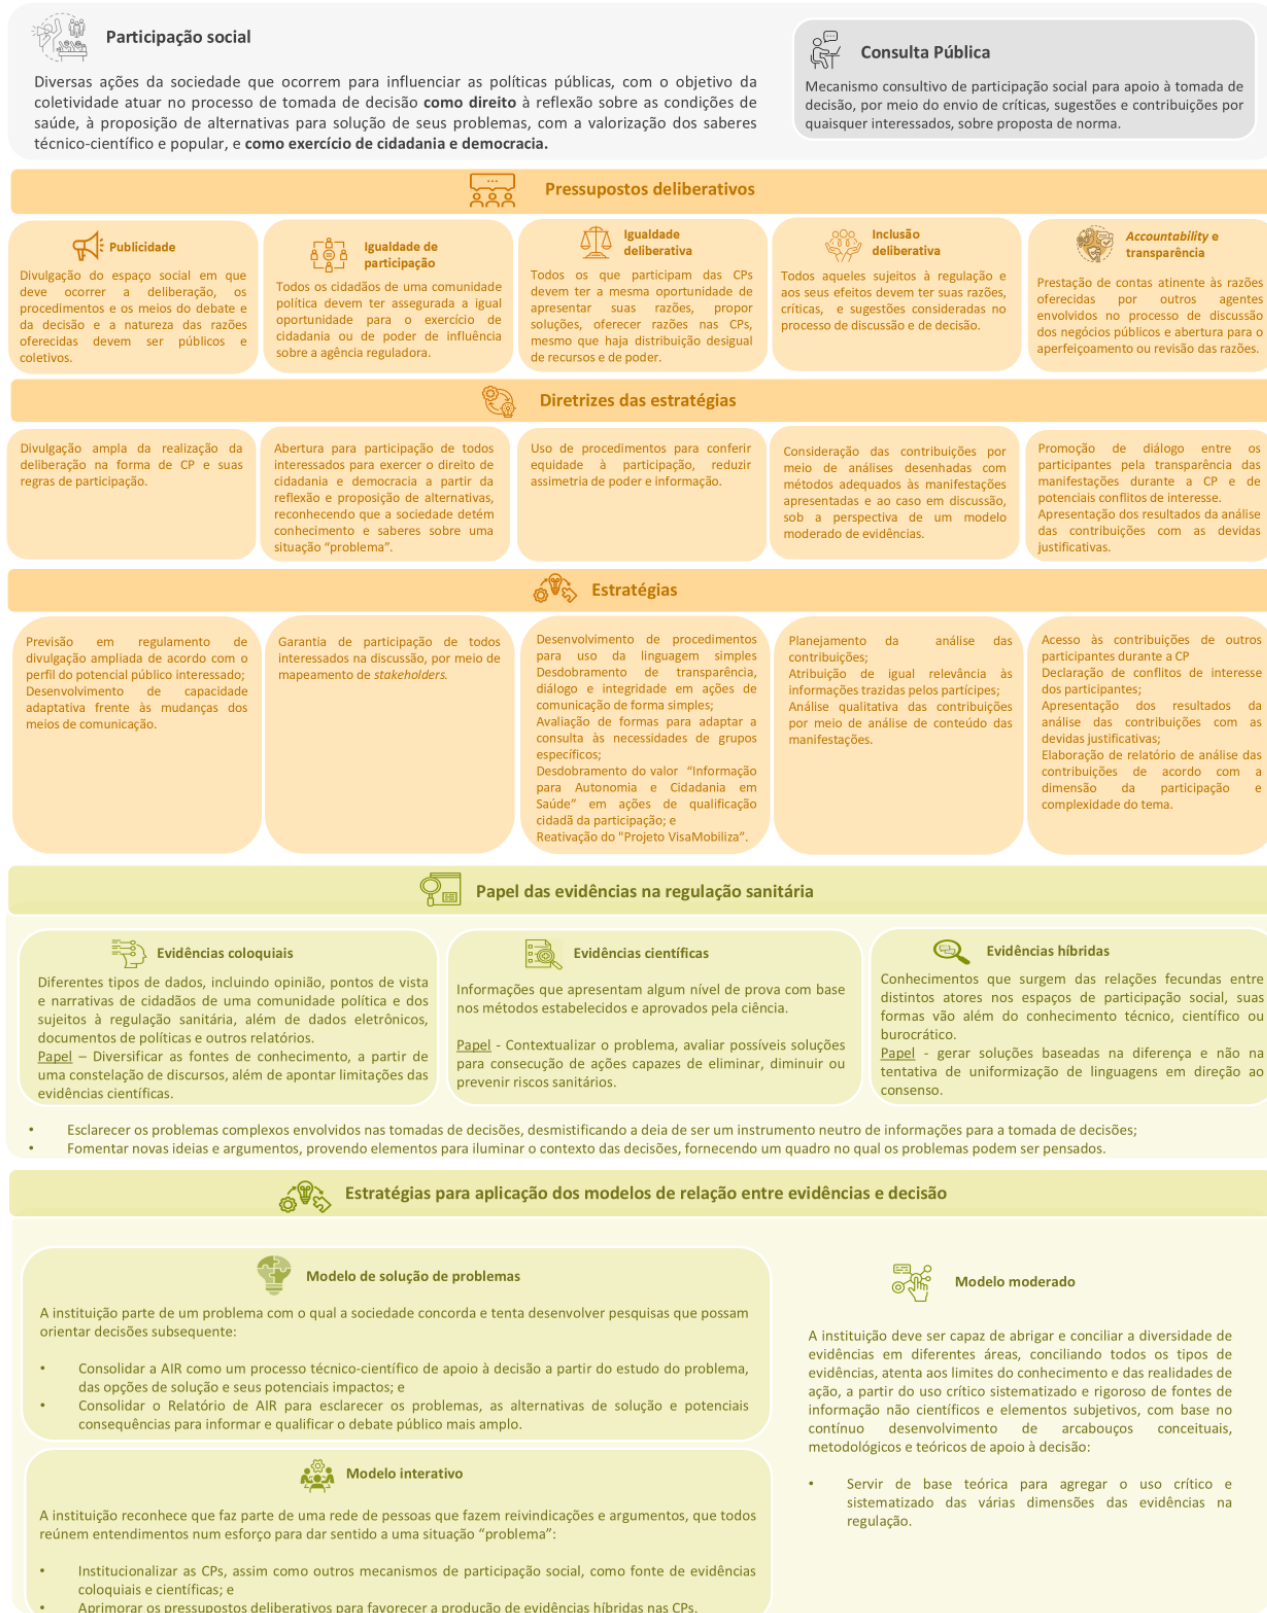 Participação social
Diversas ações da sociedade que ocorrem para influenciar as políticas públicas, com o objetivo da
coletividade atuar no processo de tomada de decisão como direito à reflexão sobre as condições de
saúde, à proposição de alternativas para solução de seus problemas, com a valorização dos saberes
técnico-científico e popular, e como exercício de cidadania e democracia.
Consulta Pública
Mecanismo consultivo de participação social para apoio à tomada de
decisão, por meio do envio de críticas, sugestões e contribuições por
quaisquer interessados, sobre proposta de norma.
Pressupostos deliberativos
Publicidade
Divulgação do espaço social em que
deve ocorrer a deliberação, os
procedimentos e os meios do debate e
da decisão e a natureza das razões
oferecidas devem ser públicos e
coletivos.
Igualdade de
participação
Todos os cidadãos de uma comunidade
política devem ter assegurada a igual
oportunidade para o exercício de
cidadania ou de poder de influência
sobre a agência reguladora.
Igualdade
deliberativa
Todos os que participam das CPs
devem ter a mesma oportunidade de
apresentar suas razões, propor
soluções, oferecer razões nas CPs,
mesmo que haja distribuição desigual
de recursos e de poder.
Inclusão
deliberativa
Todos aqueles sujeitos à regulação e
aos seus efeitos devem ter suas razões,
críticas, e sugestões consideradas no
processo de discussão e de decisão.
Accountability e
transparência
Prestação de contas atinente às razões
oferecidas por outros agentes
envolvidos no processo de discussão
dos negócios públicos e abertura para o
aperfeiçoamento ou revisão das razões.
Diretrizes das estratégias
Divulgação ampla da realização da
deliberação na forma de CP e suas
regras de participação.
Abertura para participação de todos
interessados para exercer o direito de
cidadania e democracia a partir da
reflexão e proposição de alternativas,
reconhecendo que a sociedade detém
conhecimento e saberes sobre uma
situação “problema”.
Uso de procedimentos para conferir
equidade à participação, reduzir
assimetria de poder e informação.
Consideração das contribuições por
meio de análises desenhadas com
métodos adequados às manifestações
apresentadas e ao caso em discussão,
sob a perspectiva de um modelo
moderado de evidências.
Promoção de diálogo entre os
participantes pela transparência das
manifestações durante a CP e de
potenciais conflitos de interesse.
Apresentação dos resultados da análise
das contribuições com as devidas
justificativas.
Estratégias
Previsão em regulamento de
divulgação ampliada de acordo com o
perfil do potencial público interessado;
Desenvolvimento de capacidade
adaptativa frente às mudanças dos
meios de comunicação.
Garantia de participação de todos
interessados na discussão, por meio de
mapeamento de stakeholders.
Desenvolvimento de procedimentos
para uso da linguagem simples
Desdobramento de transparência,
diálogo e integridade em ações de
comunicação de forma simples;
Avaliação de formas para adaptar a
consulta às necessidades de grupos
específicos;
Desdobramento do valor “Informação
para Autonomia e Cidadania em
Saúde” em ações de qualificação
cidadã da participação; e
Reativação do "Projeto VisaMobiliza”.
Planejamento da análise das
contribuições;
Atribuição de igual relevância às
informações trazidas pelos partícipes;
Análise qualitativa das contribuições
por meio de análise de conteúdo das
manifestações.
Acesso às contribuições de outros
participantes durante a CP
Declaração de conflitos de interesse
dos participantes;
Apresentação dos resultados da
análise das contribuições com as
devidas justificativas;
Elaboração de relatório de análise das
contribuições de acordo com a
dimensão da participação e
complexidade do tema.
Papel das evidências na regulação sanitária
Evidências coloquiais
Diferentes tipos de dados, incluindo opinião, pontos de vista
e narrativas de cidadãos de uma comunidade política e dos
sujeitos à regulação sanitária, além de dados eletrônicos,
documentos de políticas e outros relatórios.
Papel – Diversificar as fontes de conhecimento, a partir de
uma constelação de discursos, além de apontar limitações das
evidências científicas.
Evidências científicas
Informações que apresentam algum nível de prova com base
nos métodos estabelecidos e aprovados pela ciência.
Papel - Contextualizar o problema, avaliar possíveis soluções
para consecução de ações capazes de eliminar, diminuir ou
prevenir riscos sanitários.
Evidências híbridas
Conhecimentos que surgem das relações fecundas entre
distintos atores nos espaços de participação social, suas
formas vão além do conhecimento técnico, científico ou
burocrático.
Papel - gerar soluções baseadas na diferença e não na
tentativa de uniformização de linguagens em direção ao
consenso.
• Esclarecer os problemas complexos envolvidos nas tomadas de decisões, desmistificando a deia de ser um instrumento neutro de informações para a tomada de decisões;
• Fomentar novas ideias e argumentos, provendo elementos para iluminar o contexto das decisões, fornecendo um quadro no qual os problemas podem ser pensados.
Estratégias para aplicação dos modelos de relação entre evidências e decisão
Modelo de solução de problemas
A instituição parte de um problema com o qual a sociedade concorda e tenta desenvolver pesquisas que possam
orientar decisões subsequente:
• Consolidar a AIR como um processo técnico-científico de apoio à decisão a partir do estudo do problema,
das opções de solução e seus potenciais impactos; e
• Consolidar o Relatório de AIR para esclarecer os problemas, as alternativas de solução e potenciais
consequências para informar e qualificar o debate público mais amplo.
Modelo interativo
A instituição reconhece que faz parte de uma rede de pessoas que fazem reivindicações e argumentos, que todos
reúnem entendimentos num esforço para dar sentido a uma situação “problema”:
• Institucionalizar as CPs, assim como outros mecanismos de participação social, como fonte de evidências
coloquiais e científicas; e
• Aprimorar os pressupostos deliberativos para favorecer a produção de evidências híbridas nas CPs.
Modelo moderado
A instituição deve ser capaz de abrigar e conciliar a diversidade de
evidências em diferentes áreas, conciliando todos os tipos de
evidências, atenta aos limites do conhecimento e das realidades de
ação, a partir do uso crítico sistematizado e rigoroso de fontes de
informação não científicos e elementos subjetivos, com base no
contínuo desenvolvimento de arcabouços conceituais,
metodológicos e teóricos de apoio à decisão:
• Servir de base teórica para agregar o uso crítico e
sistematizado das várias dimensões das evidências na
regulação.